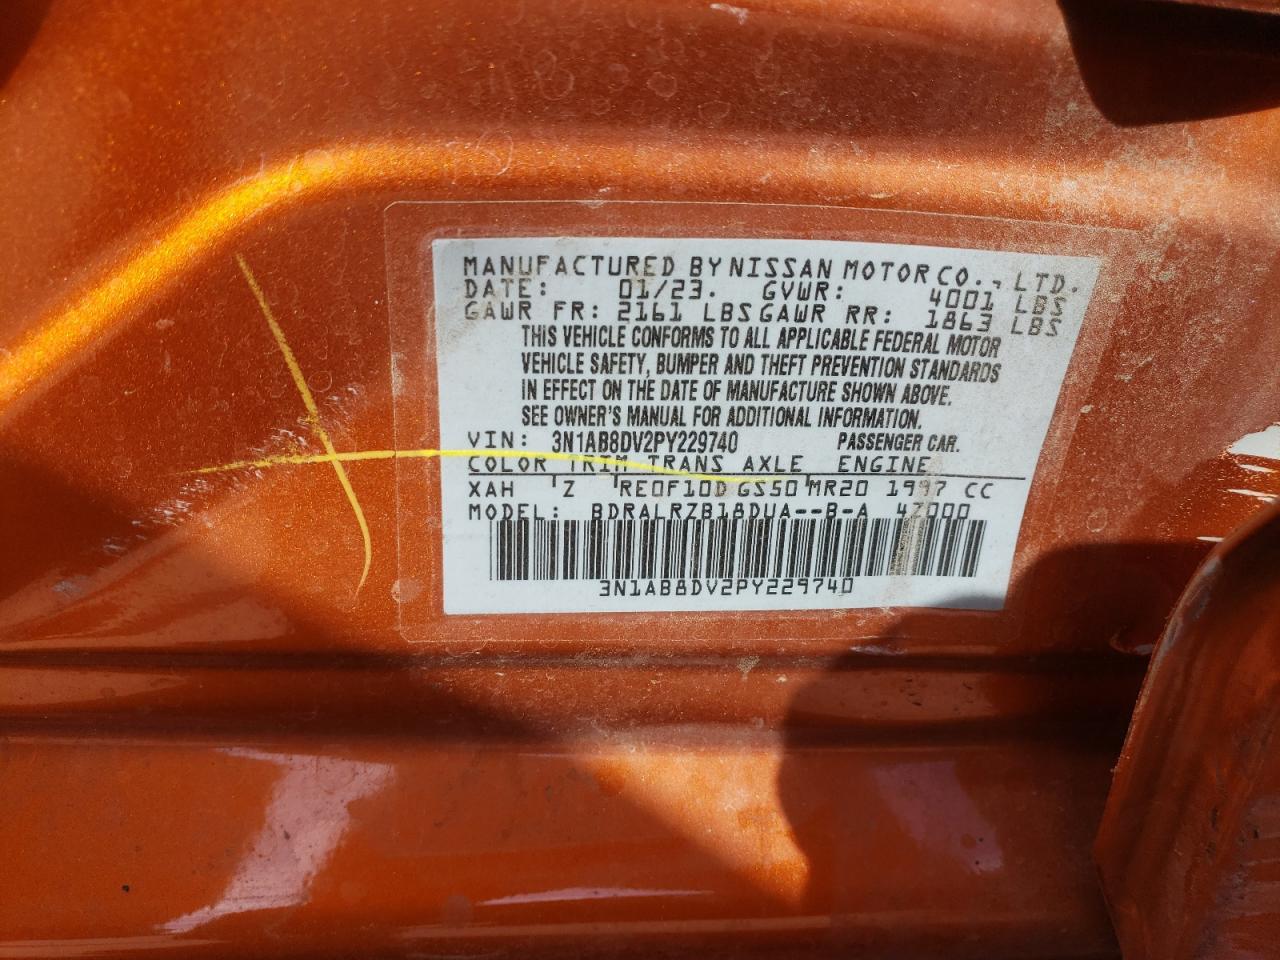 MANUFACTURED BY NISSAN MOTOR CO., LTD.
DATE: 01/23. GVWR: 4001 LBS
GAWR FR: 2161 LBS GAWR RR: 1863 LBS
THIS VEHICLE CONFORMS TO ALL APPLICABLE FEDERAL MOTOR
VEHICLE SAFETY, BUMPER AND THEFT PREVENTION STANDARDS
IN EFFECT ON THE DATE OF MANUFACTURE SHOWN ABOVE.
SEE OWNER'S MANUAL FOR ADDITIONAL INFORMATION.
VIN: 3N1AB8DV2PY229740 PASSENGER CAR.
COLOR TRIM TRANS AXLE ENGINE
XAH Z RE0F10D GS50 MR20 1997 CC
MODEL: BDRALRZB18DUA--B-A 4Z000
3N1AB8DV2PY229740